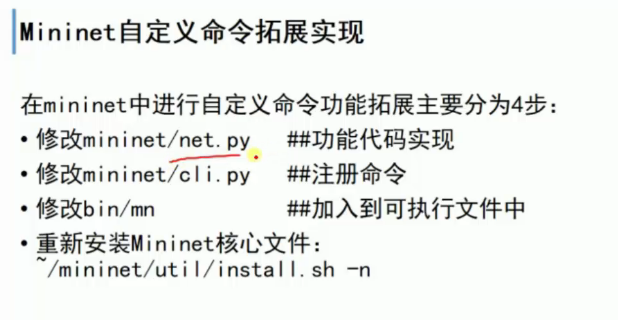 Mininet自定义命令拓展实现
在mininet中进行自定义命令功能拓展主要分为4步：
• 修改mininet/net.py ##功能代码实现
• 修改mininet/cli.py ##注册命令
• 修改bin/mn ##加入到可执行文件中
• 重新安装Mininet核心文件：
~/mininet/util/install.sh -n